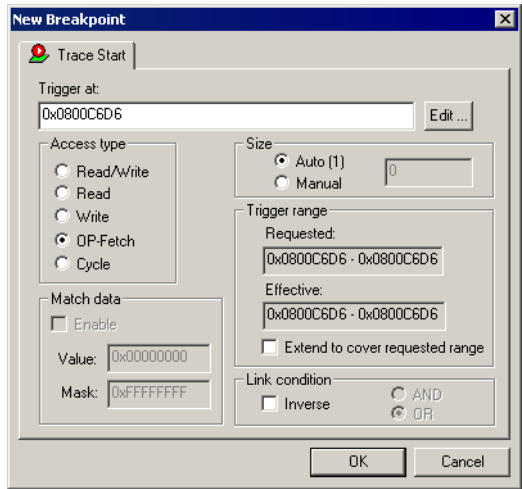 New Breakpoint
Trace Start
Trigger at:
0x0800C6D6
Edit ...
Access type
Read/Write
Read
Write
OP-Fetch
Cycle
Size
Auto (1)
Manual
0
Trigger range
Requested:
0x0800C6D6 - 0x0800C6D6
Effective:
0x0800C6D6 - 0x0800C6D6
Extend to cover requested range
Match data
Enable
Value: 0x00000000
Mask: 0xFFFFFFFF
Link condition
Inverse
AND
OR
OK
Cancel